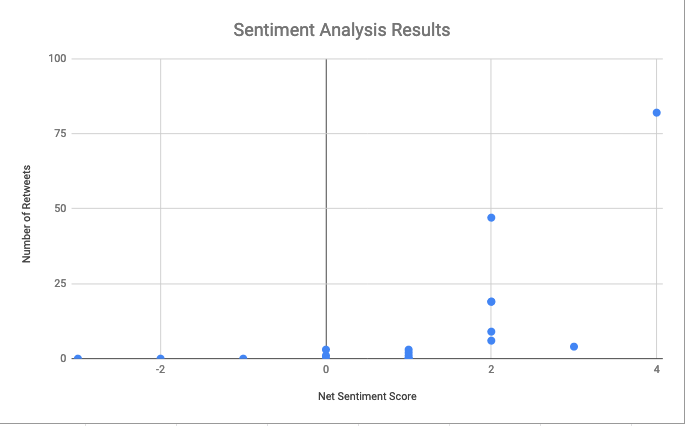 Sentiment Analysis Results
100
75
50
25
0
Number of Retweets
-2 0 2 4
Net Sentiment Score